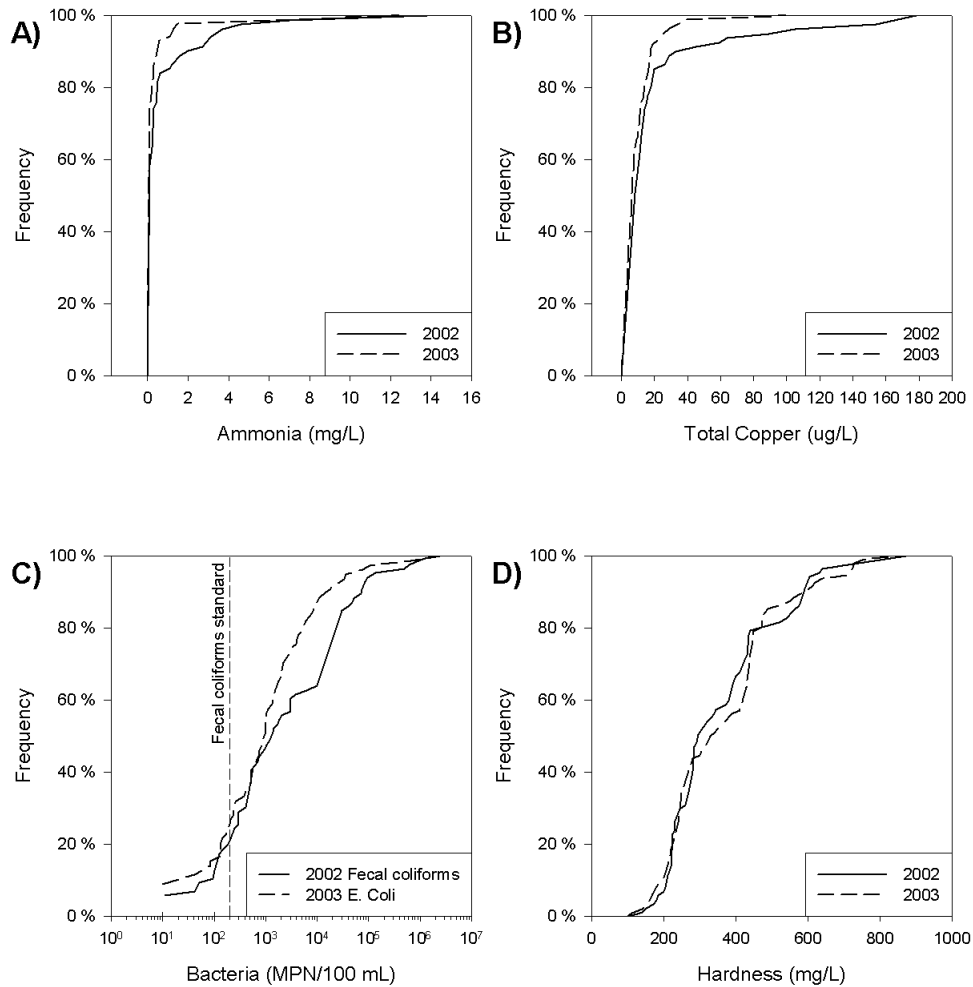 A)
100 %
80 %
60 %
40 %
20 %
0 %
Frequency
2002
2003
0 2 4 6 8 10 12 14 16
Ammonia (mg/L)
B)
100 %
80 %
60 %
40 %
20 %
0 %
Frequency
2002
2003
0 20 40 60 80 100 120 140 160 180 200
Total Copper (ug/L)
C)
100 %
80 %
60 %
40 %
20 %
0 %
Frequency
Fecal coliforms standard
2002 Fecal coliforms
2003 E. Coli
10⁰ 10¹ 10² 10³ 10⁴ 10⁵ 10⁶ 10⁷
Bacteria (MPN/100 mL)
D)
100 %
80 %
60 %
40 %
20 %
0 %
Frequency
2002
2003
0 200 400 600 800 1000
Hardness (mg/L)